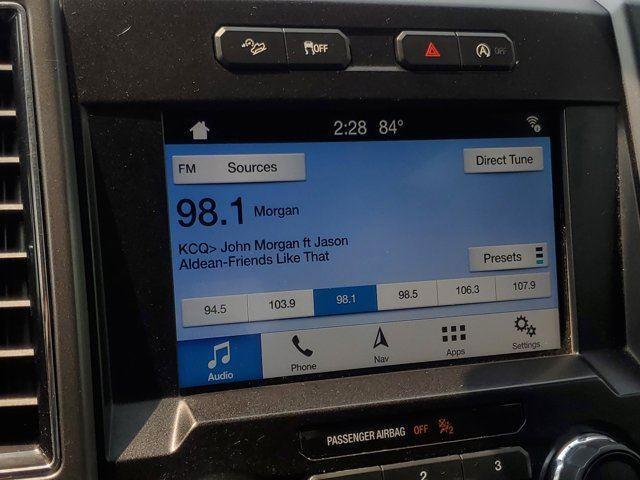 OFF
A OFF
2:28 84°
FM Sources
Direct Tune
98.1 Morgan
KCQ> John Morgan ft Jason
Aldean-Friends Like That
Presets
94.5 103.9 98.1 98.5 106.3 107.9
Audio Phone Nav Apps Settings
PASSENGER AIRBAG OFF
2 3